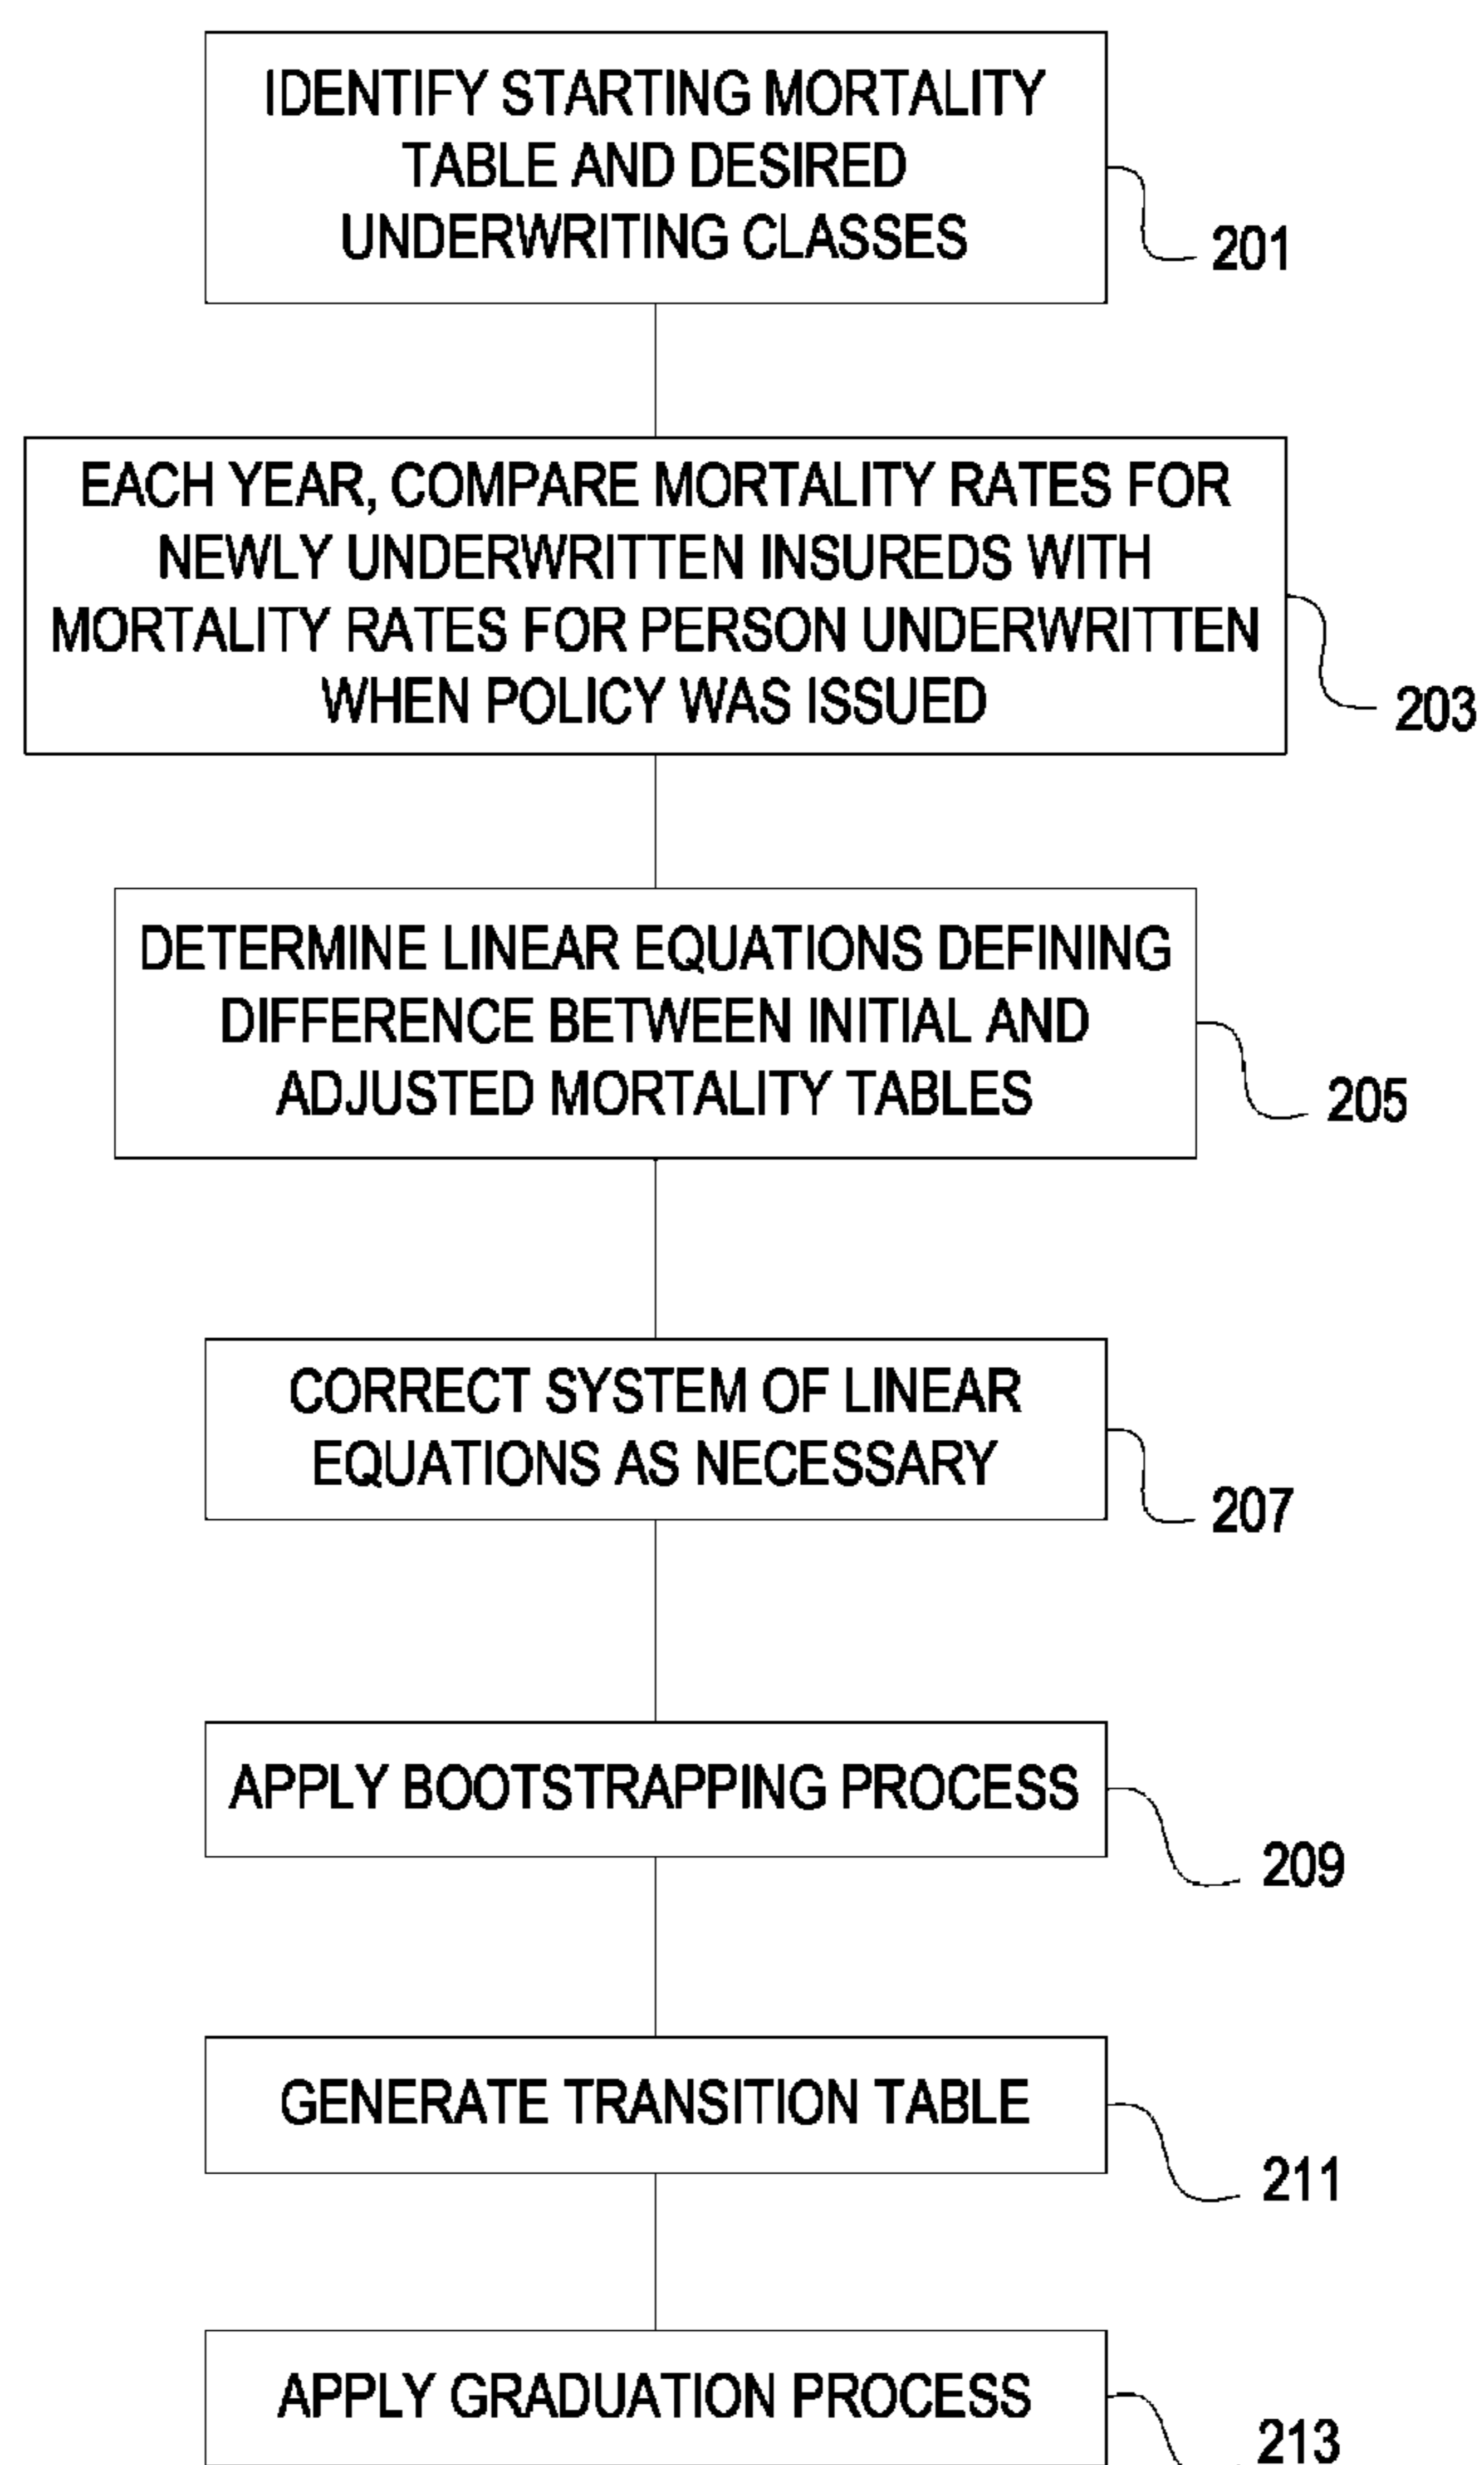 IDENTIFY STARTING MORTALITY
TABLE AND DESIRED
UNDERWRITING CLASSES
201
EACH YEAR, COMPARE MORTALITY RATES FOR
NEWLY UNDERWRITTEN INSUREDS WITH
MORTALITY RATES FOR PERSON UNDERWRITTEN
WHEN POLICY WAS ISSUED
203
DETERMINE LINEAR EQUATIONS DEFINING
DIFFERENCE BETWEEN INITIAL AND
ADJUSTED MORTALITY TABLES
205
CORRECT SYSTEM OF LINEAR
EQUATIONS AS NECESSARY
207
APPLY BOOTSTRAPPING PROCESS
209
GENERATE TRANSITION TABLE
211
APPLY GRADUATION PROCESS
213